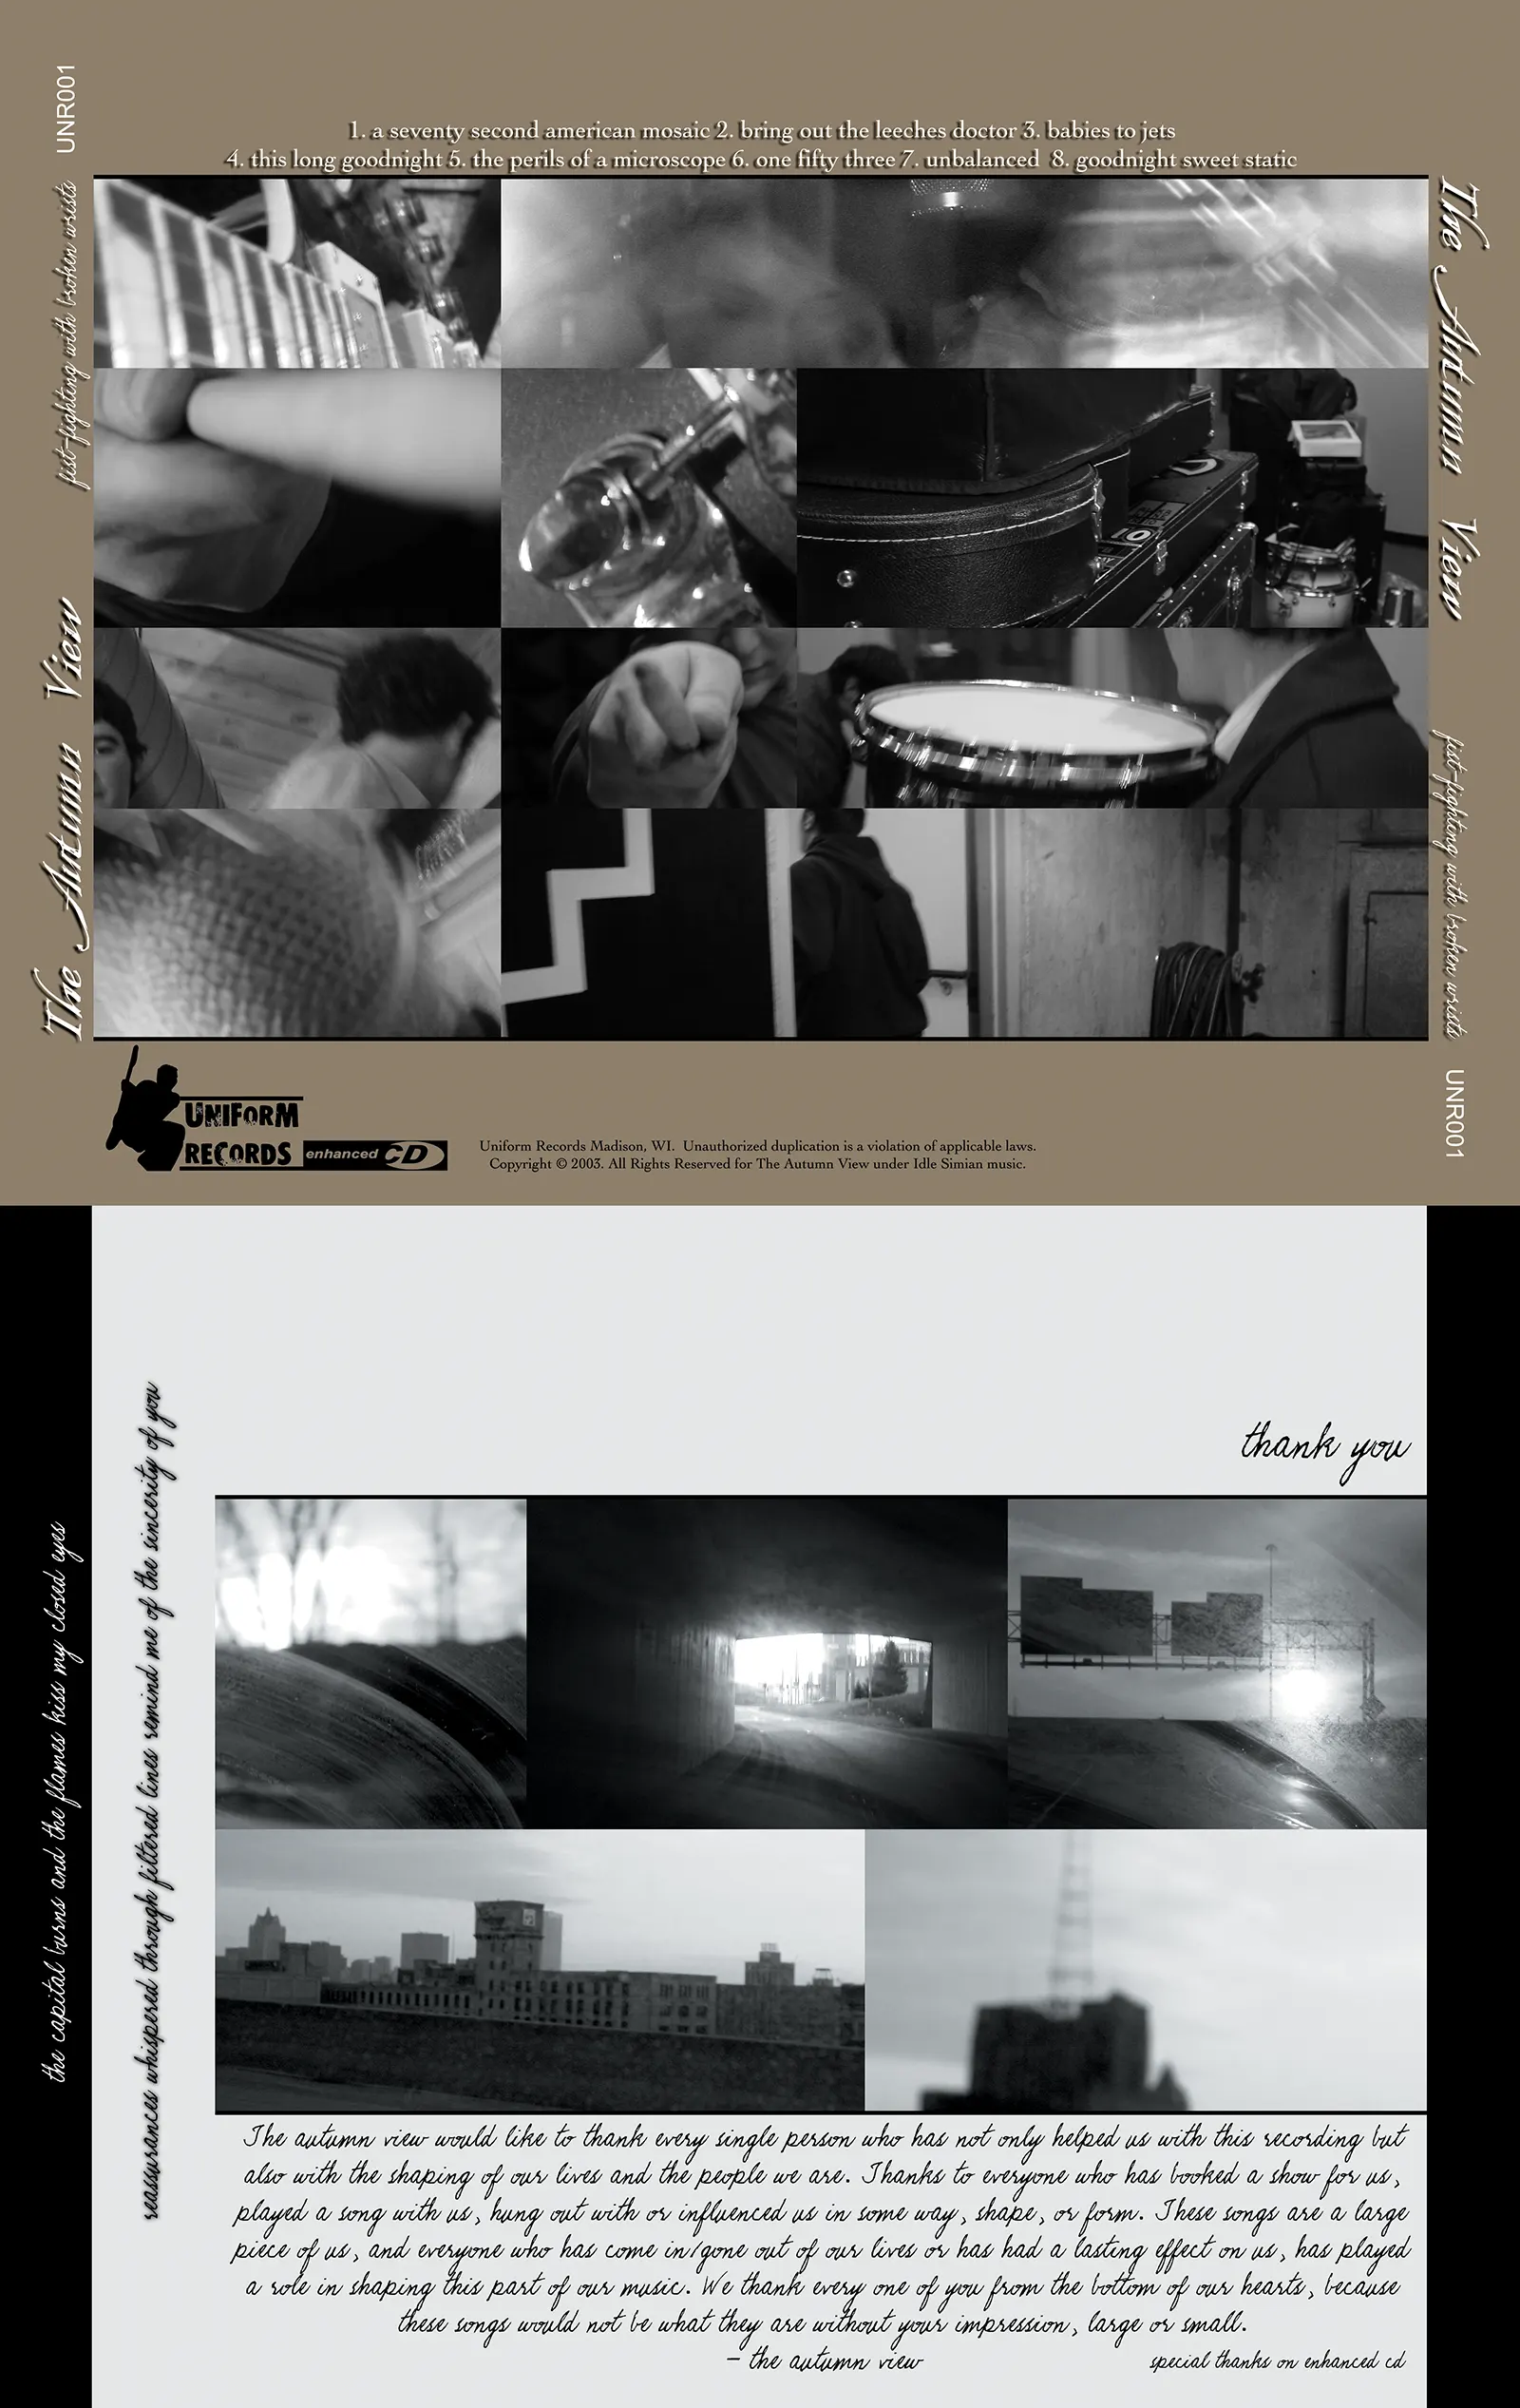 UNR001
fist-fighting with broken wrists
The Autumn View
1. a seventy second american mosaic 2. bring out the leeches doctor 3. babies to jets
4. this long goodnight 5. the perils of a microscope 6. one fifty three 7. unbalanced 8. goodnight sweet static
The Autumn View
fist-fighting with broken wrists
UNR001
UNIFORM
RECORDS
enhanced CD
Uniform Records Madison, WI. Unauthorized duplication is a violation of applicable laws.
Copyright © 2003. All Rights Reserved for The Autumn View under Idle Simian music.
the capital burns and the flames kiss my closed eyes
reassurances whispered through filtered lines remind me of the sincerity of you
thank you
The autumn view would like to thank every single person who has not only helped us with this recording but
also with the shaping of our lives and the people we are. Thanks to everyone who has booked a show for us,
played a song with us, hung out with or influenced us in some way, shape, or form. These songs are a large
piece of us, and everyone who has come in/gone out of our lives or has had a lasting effect on us, has played
a role in shaping this part of our music. We thank every one of you from the bottom of our hearts, because
these songs would not be what they are without your impression, large or small.
- the autumn view
special thanks on enhanced cd